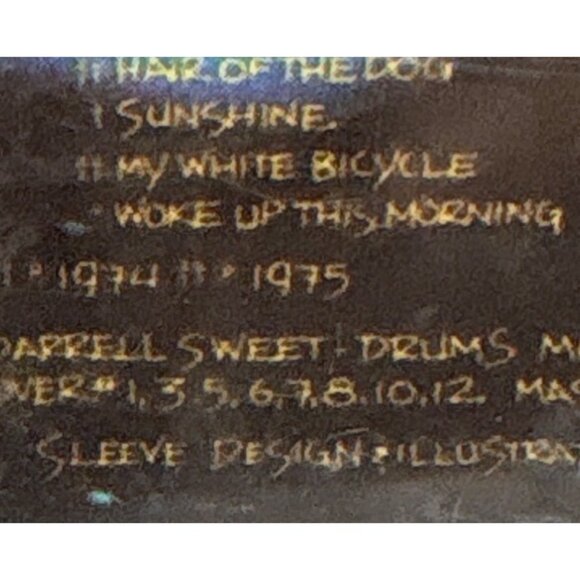 †† HAIR OF THE DOG
† SUNSHINE.
†† MY WHITE BICYCLE
* WOKE UP THIS MORNING
† * 1974 †† * 1975
DARRELL SWEET - DRUMS
1, 3, 5, 6, 7, 8, 10, 12.
SLEEVE DESIGN